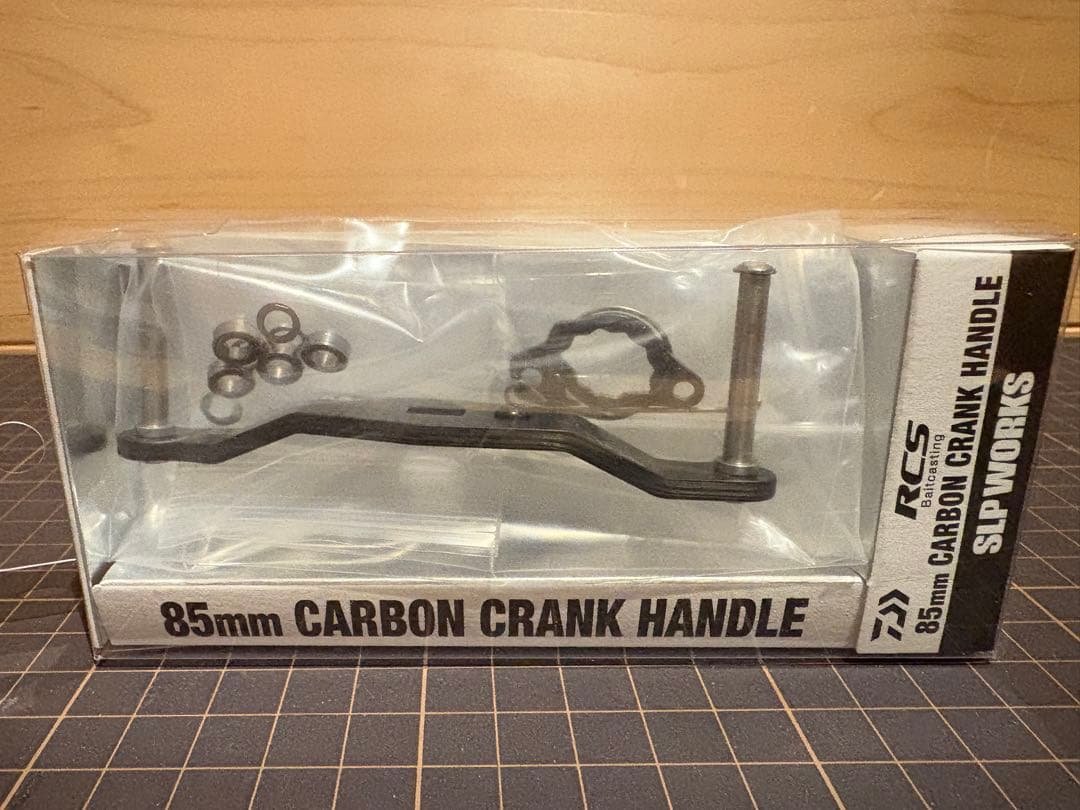 85mm CARBON CRANK HANDLE
RCS
Baitcasting
85mm CARBON CRANK HANDLE
SLPWORKS